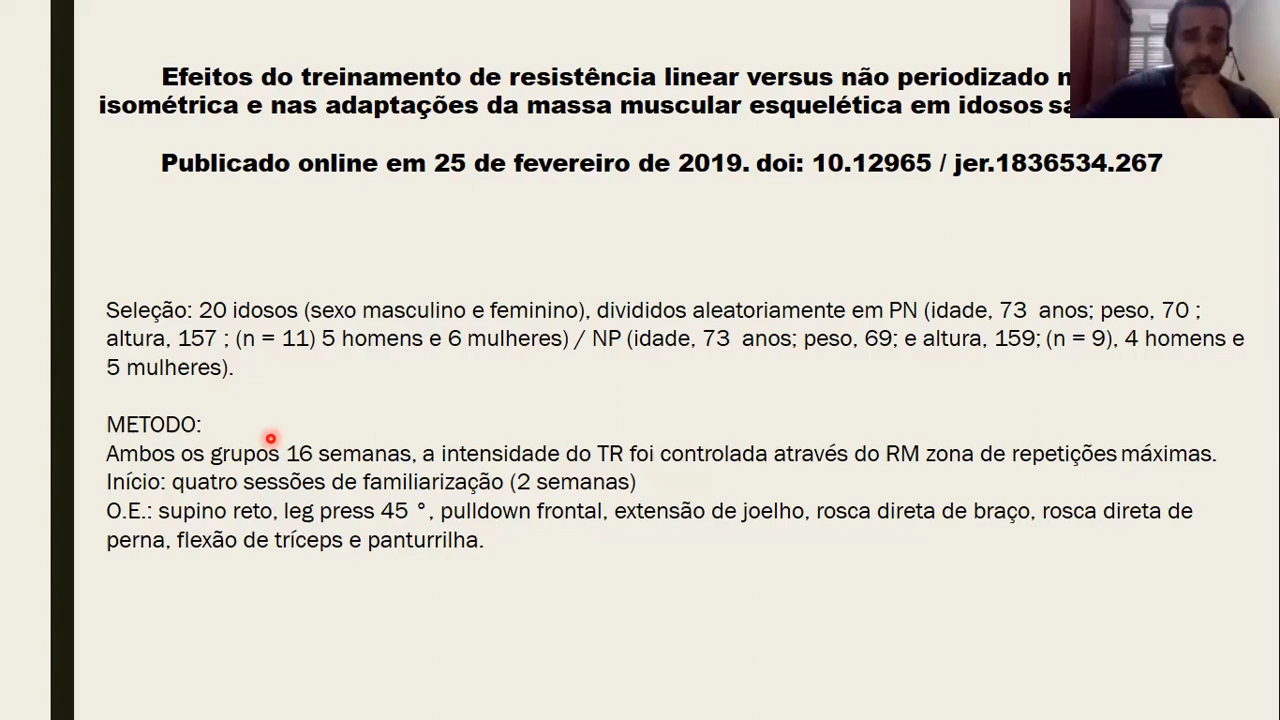 Efeitos do treinamento de resistência linear versus não periodizado
isométrica e nas adaptações da massa muscular esquelética em idosos
Publicado online em 25 de fevereiro de 2019. doi: 10.12965 / jer.1836534.267
Seleção: 20 idosos (sexo masculino e feminino), divididos aleatoriamente em PN (idade, 73 anos; peso, 70 ;
altura, 157 ; (n = 11) 5 homens e 6 mulheres) / NP (idade, 73 anos; peso, 69; e altura, 159; (n = 9), 4 homens e
5 mulheres).
METODO:
Ambos os grupos 16 semanas, a intensidade do TR foi controlada através do RM zona de repetições máximas.
Início: quatro sessões de familiarização (2 semanas)
O.E.: supino reto, leg press 45 °, pulldown frontal, extensão de joelho, rosca direta de braço, rosca direta de
perna, flexão de tríceps e panturrilha.